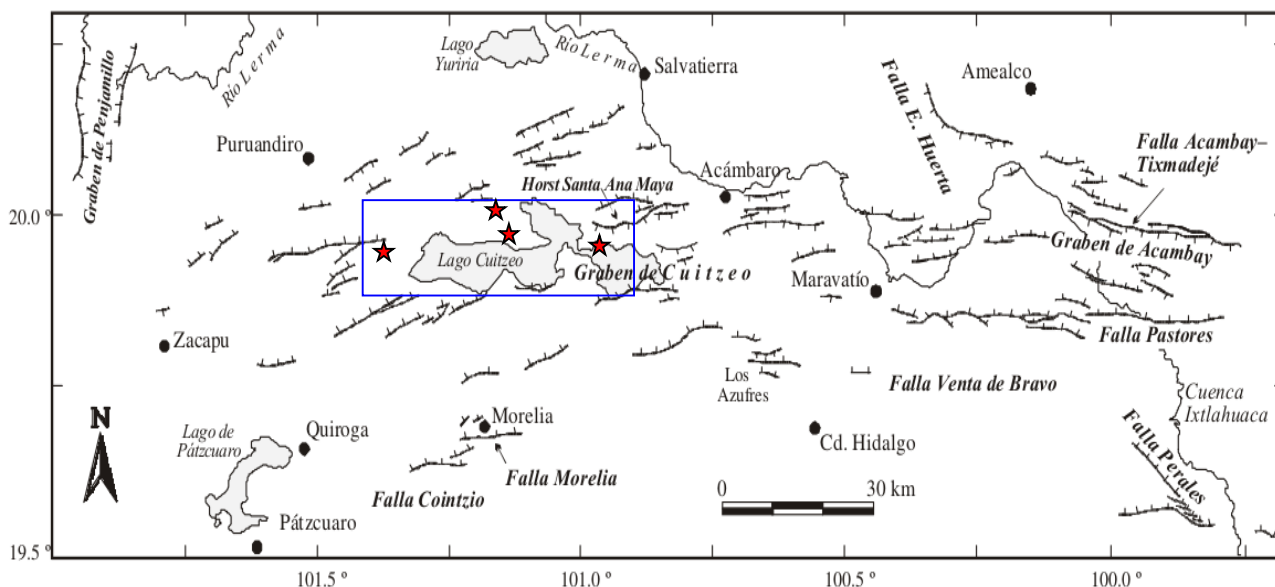 Lago
Yuriria
Río Lerma
Salvatierra
Amealco
Río Lerma
Graben de Penjamillo
Puruandiro
Falla E. Huerta
Falla Acambay–
Tixmadejé
Acámbaro
Horst Santa Ana Maya
20.0 º
Lago Cuitzeo
Graben de Cuitzeo
Graben de Acambay
Maravatío
Zacapu
Falla Pastores
Los
Azufres
Falla Venta de Bravo
Cuenca
Ixtlahuaca
N
Lago de
Pátzcuaro
Quiroga
Morelia
Cd. Hidalgo
Falla Morelia
Falla Cointzio
Falla Perales
0
30 km
Pátzcuaro
19.5 º
101.5 º
101.0 º
100.5 º
100.0 º